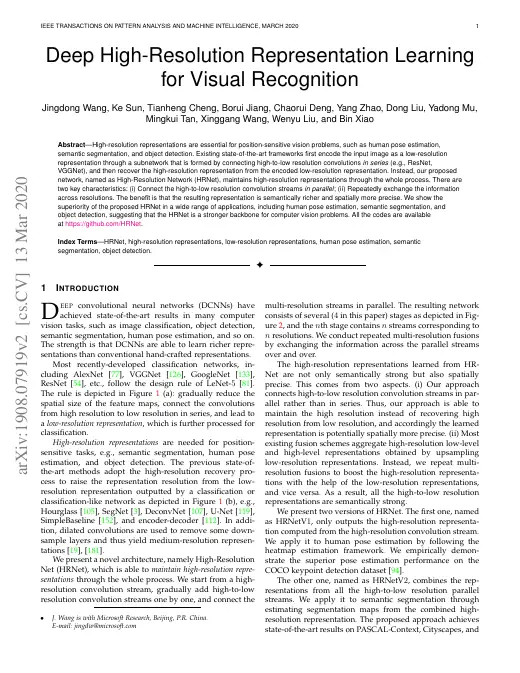 IEEE TRANSACTIONS ON PATTERN ANALYSIS AND MACHINE INTELLIGENCE, MARCH 2020 1
Deep High-Resolution Representation Learning
for Visual Recognition
Jingdong Wang, Ke Sun, Tianheng Cheng, Borui Jiang, Chaorui Deng, Yang Zhao, Dong Liu, Yadong Mu,
Mingkui Tan, Xinggang Wang, Wenyu Liu, and Bin Xiao
Abstract—High-resolution representations are essential for position-sensitive vision problems, such as human pose estimation,
semantic segmentation, and object detection. Existing state-of-the-art frameworks first encode the input image as a low-resolution
representation through a subnetwork that is formed by connecting high-to-low resolution convolutions in series (e.g., ResNet,
VGGNet), and then recover the high-resolution representation from the encoded low-resolution representation. Instead, our proposed
network, named as High-Resolution Network (HRNet), maintains high-resolution representations through the whole process. There are
two key characteristics: (i) Connect the high-to-low resolution convolution streams in parallel; (ii) Repeatedly exchange the information
across resolutions. The benefit is that the resulting representation is semantically richer and spatially more precise. We show the
superiority of the proposed HRNet in a wide range of applications, including human pose estimation, semantic segmentation, and
object detection, suggesting that the HRNet is a stronger backbone for computer vision problems. All the codes are available
at https://github.com/HRNet.
Index Terms—HRNet, high-resolution representations, low-resolution representations, human pose estimation, semantic
segmentation, object detection.
arXiv:1908.07919v2 [cs.CV] 13 Mar 2020
1 INTRODUCTION
DEEP convolutional neural networks (DCNNs) have
achieved state-of-the-art results in many computer
vision tasks, such as image classification, object detection,
semantic segmentation, human pose estimation, and so on.
The strength is that DCNNs are able to learn richer repre-
sentations than conventional hand-crafted representations.
Most recently-developed classification networks, in-
cluding AlexNet [77], VGGNet [126], GoogleNet [133],
ResNet [54], etc., follow the design rule of LeNet-5 [81].
The rule is depicted in Figure 1 (a): gradually reduce the
spatial size of the feature maps, connect the convolutions
from high resolution to low resolution in series, and lead to
a low-resolution representation, which is further processed for
classification.
High-resolution representations are needed for position-
sensitive tasks, e.g., semantic segmentation, human pose
estimation, and object detection. The previous state-of-
the-art methods adopt the high-resolution recovery pro-
cess to raise the representation resolution from the low-
resolution representation outputted by a classification or
classification-like network as depicted in Figure 1 (b), e.g.,
Hourglass [105], SegNet [3], DeconvNet [107], U-Net [119],
SimpleBaseline [152], and encoder-decoder [112]. In addi-
tion, dilated convolutions are used to remove some down-
sample layers and thus yield medium-resolution represen-
tations [19], [181].
We present a novel architecture, namely High-Resolution
Net (HRNet), which is able to maintain high-resolution repre-
sentations through the whole process. We start from a high-
resolution convolution stream, gradually add high-to-low
resolution convolution streams one by one, and connect the
• J. Wang is with Microsoft Research, Beijing, P.R. China.
E-mail: jingdw@microsoft.com
multi-resolution streams in parallel. The resulting network
consists of several (4 in this paper) stages as depicted in Fig-
ure 2, and the nth stage contains n streams corresponding to
n resolutions. We conduct repeated multi-resolution fusions
by exchanging the information across the parallel streams
over and over.
The high-resolution representations learned from HR-
Net are not only semantically strong but also spatially
precise. This comes from two aspects. (i) Our approach
connects high-to-low resolution convolution streams in par-
allel rather than in series. Thus, our approach is able to
maintain the high resolution instead of recovering high
resolution from low resolution, and accordingly the learned
representation is potentially spatially more precise. (ii) Most
existing fusion schemes aggregate high-resolution low-level
and high-level representations obtained by upsampling
low-resolution representations. Instead, we repeat multi-
resolution fusions to boost the high-resolution representa-
tions with the help of the low-resolution representations,
and vice versa. As a result, all the high-to-low resolution
representations are semantically strong.
We present two versions of HRNet. The first one, named
as HRNetV1, only outputs the high-resolution representa-
tion computed from the high-resolution convolution stream.
We apply it to human pose estimation by following the
heatmap estimation framework. We empirically demon-
strate the superior pose estimation performance on the
COCO keypoint detection dataset [94].
The other one, named as HRNetV2, combines the rep-
resentations from all the high-to-low resolution parallel
streams. We apply it to semantic segmentation through
estimating segmentation maps from the combined high-
resolution representation. The proposed approach achieves
state-of-the-art results on PASCAL-Context, Cityscapes, and